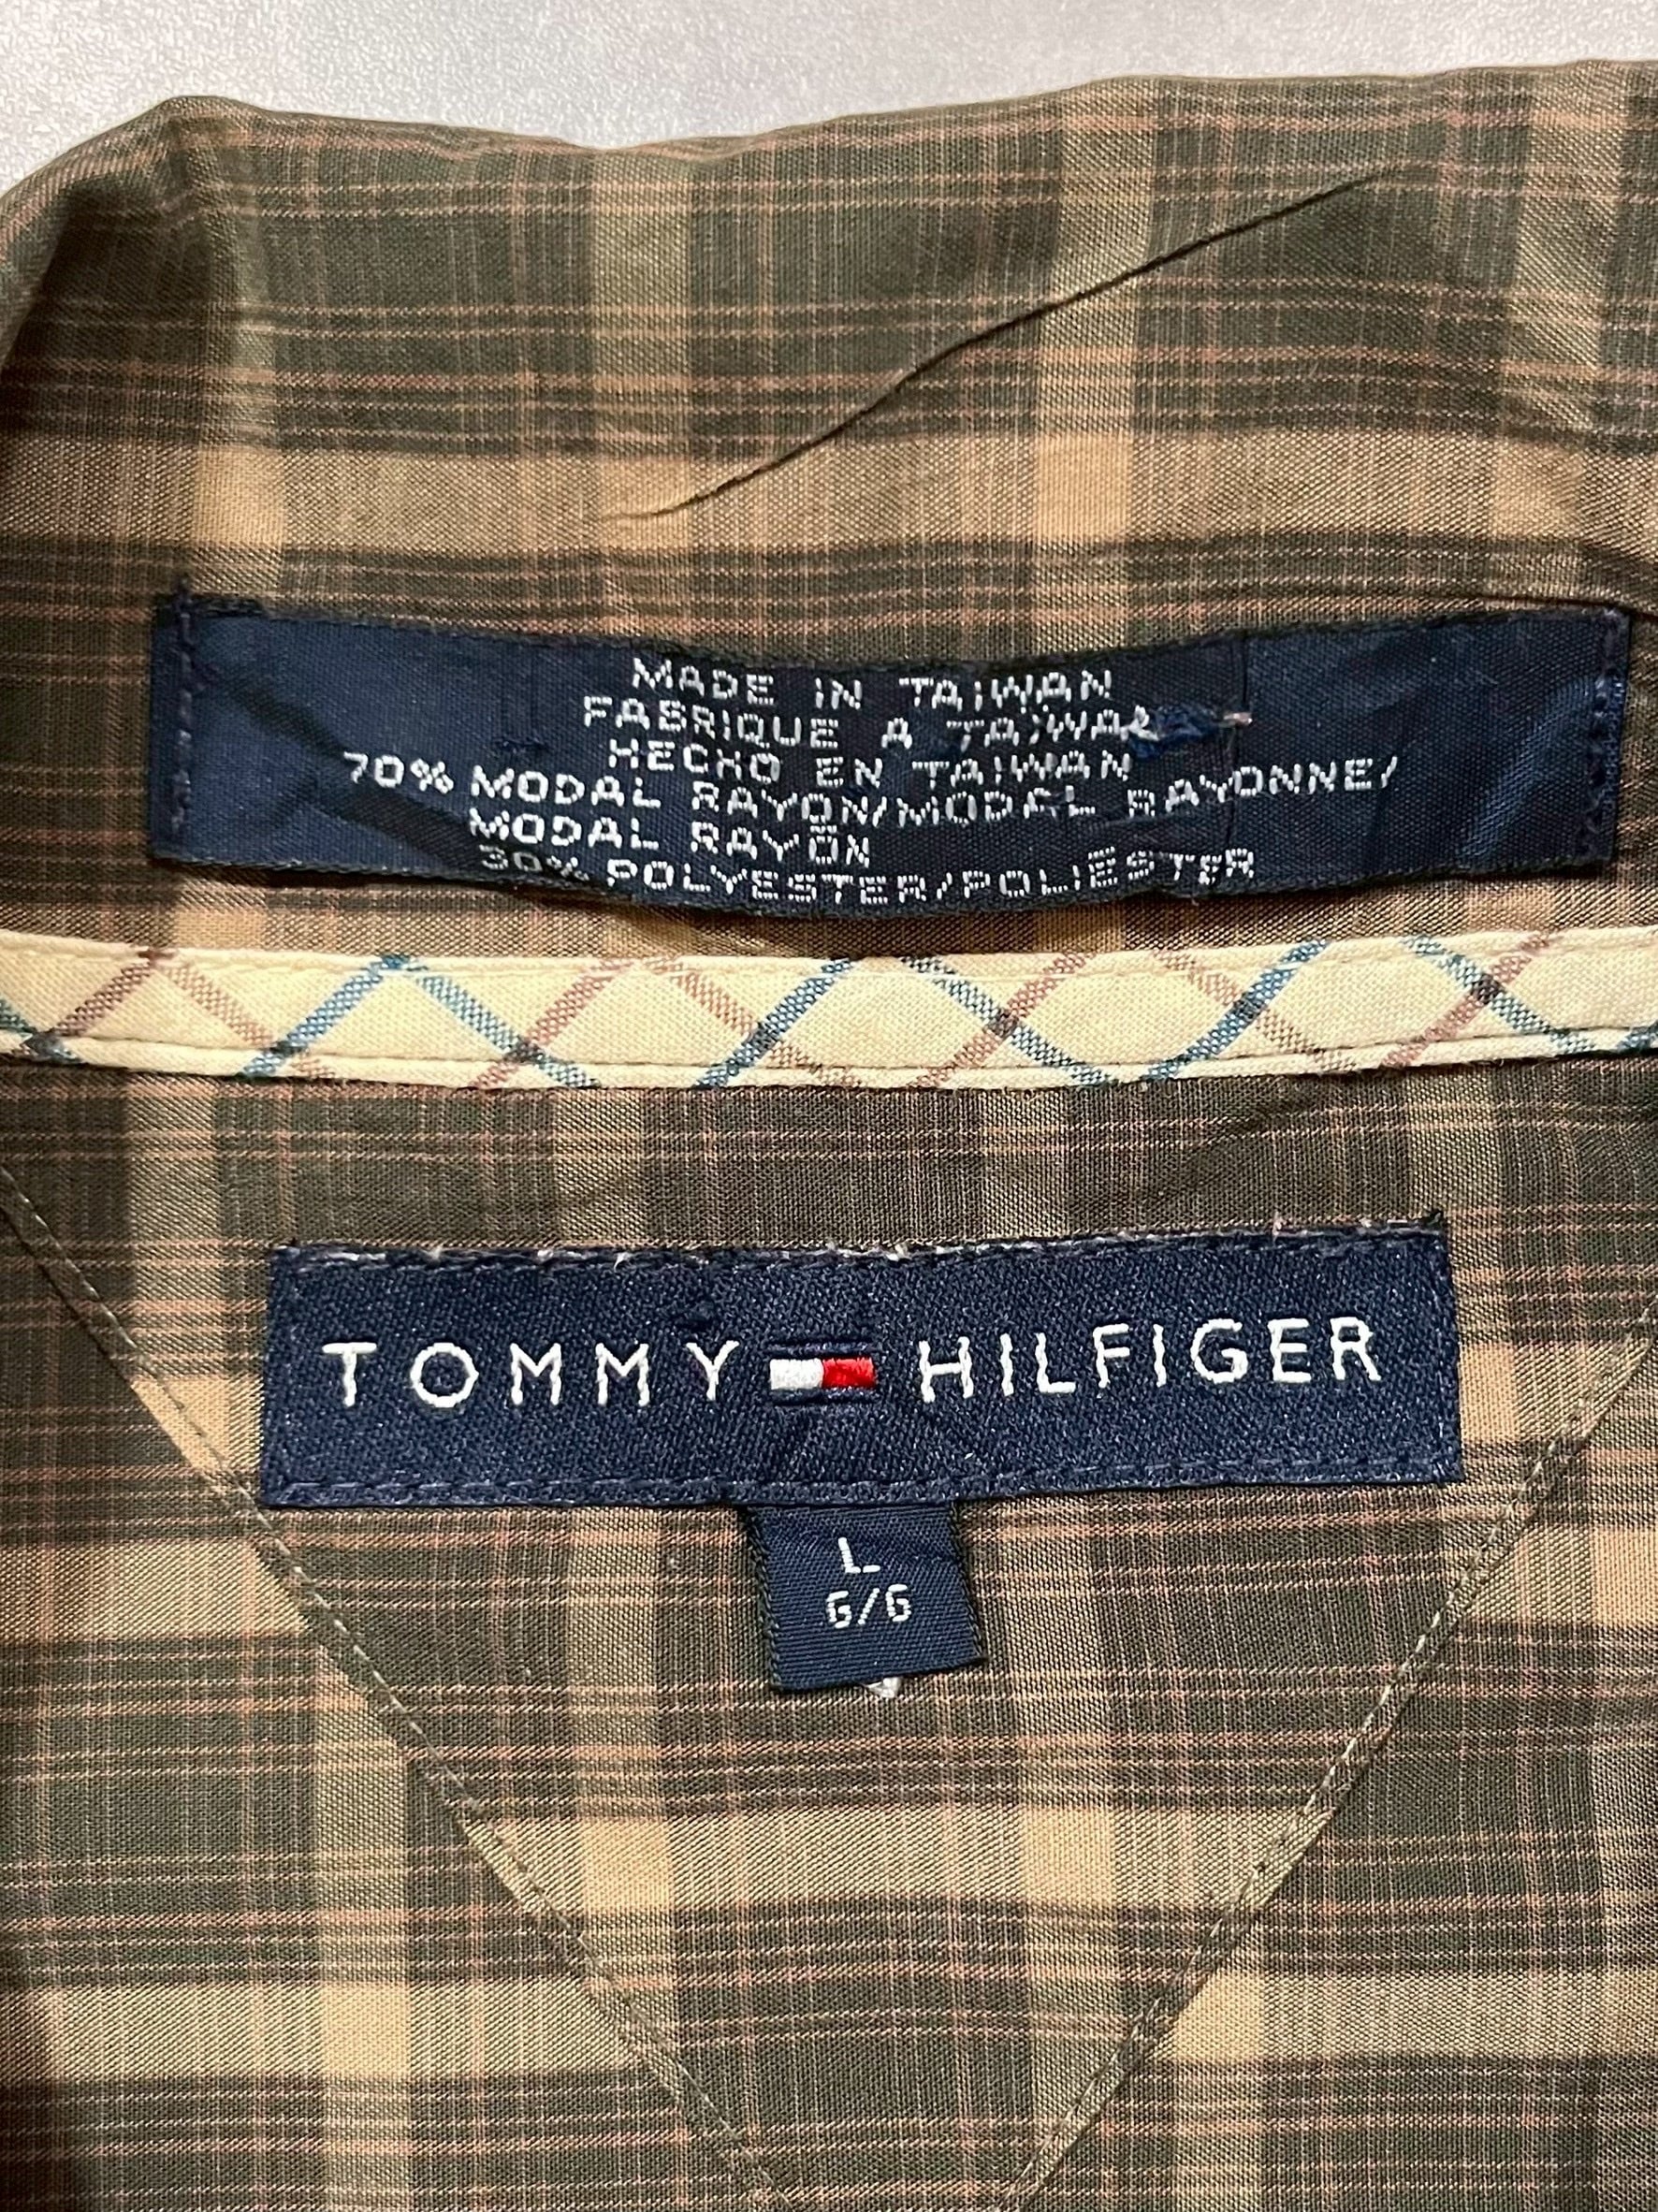 MADE IN TAIWAN
FABRIQUE A TAIWAN
HECHO EN TAIWAN
70% MODAL RAYON/MODAL RAYONNE/
MODAL RAYÓN
30% POLYESTER/POLIÉSTER
TOMMY HILFIGER
L
G/G